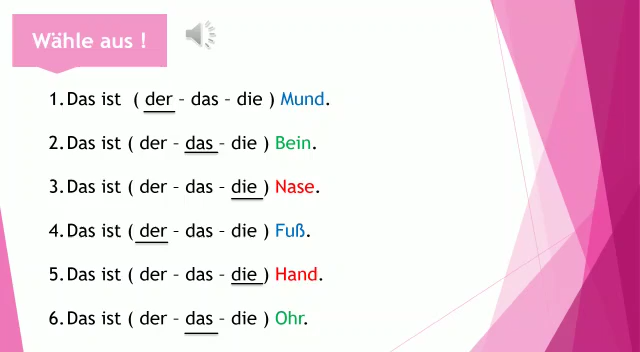 Wähle aus !
1.Das ist ( der – das – die ) Mund.
2.Das ist ( der – das – die ) Bein.
3.Das ist ( der – das – die ) Nase.
4.Das ist ( der – das – die ) Fuß.
5.Das ist ( der – das – die ) Hand.
6.Das ist ( der – das – die ) Ohr.